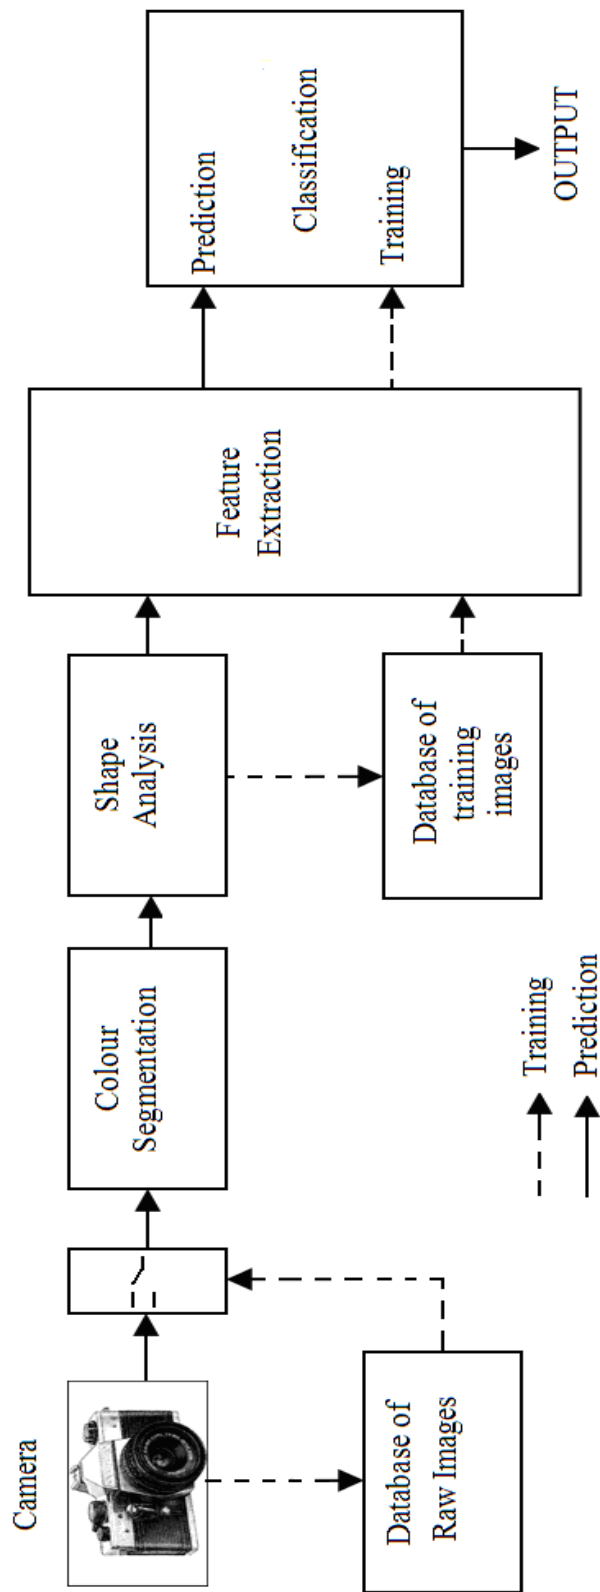 Camera
Database of
Raw Images
Colour
Segmentation
Shape
Analysis
Database of
training
images
Feature
Extraction
Prediction
Classification
Training
OUTPUT
Training
Prediction